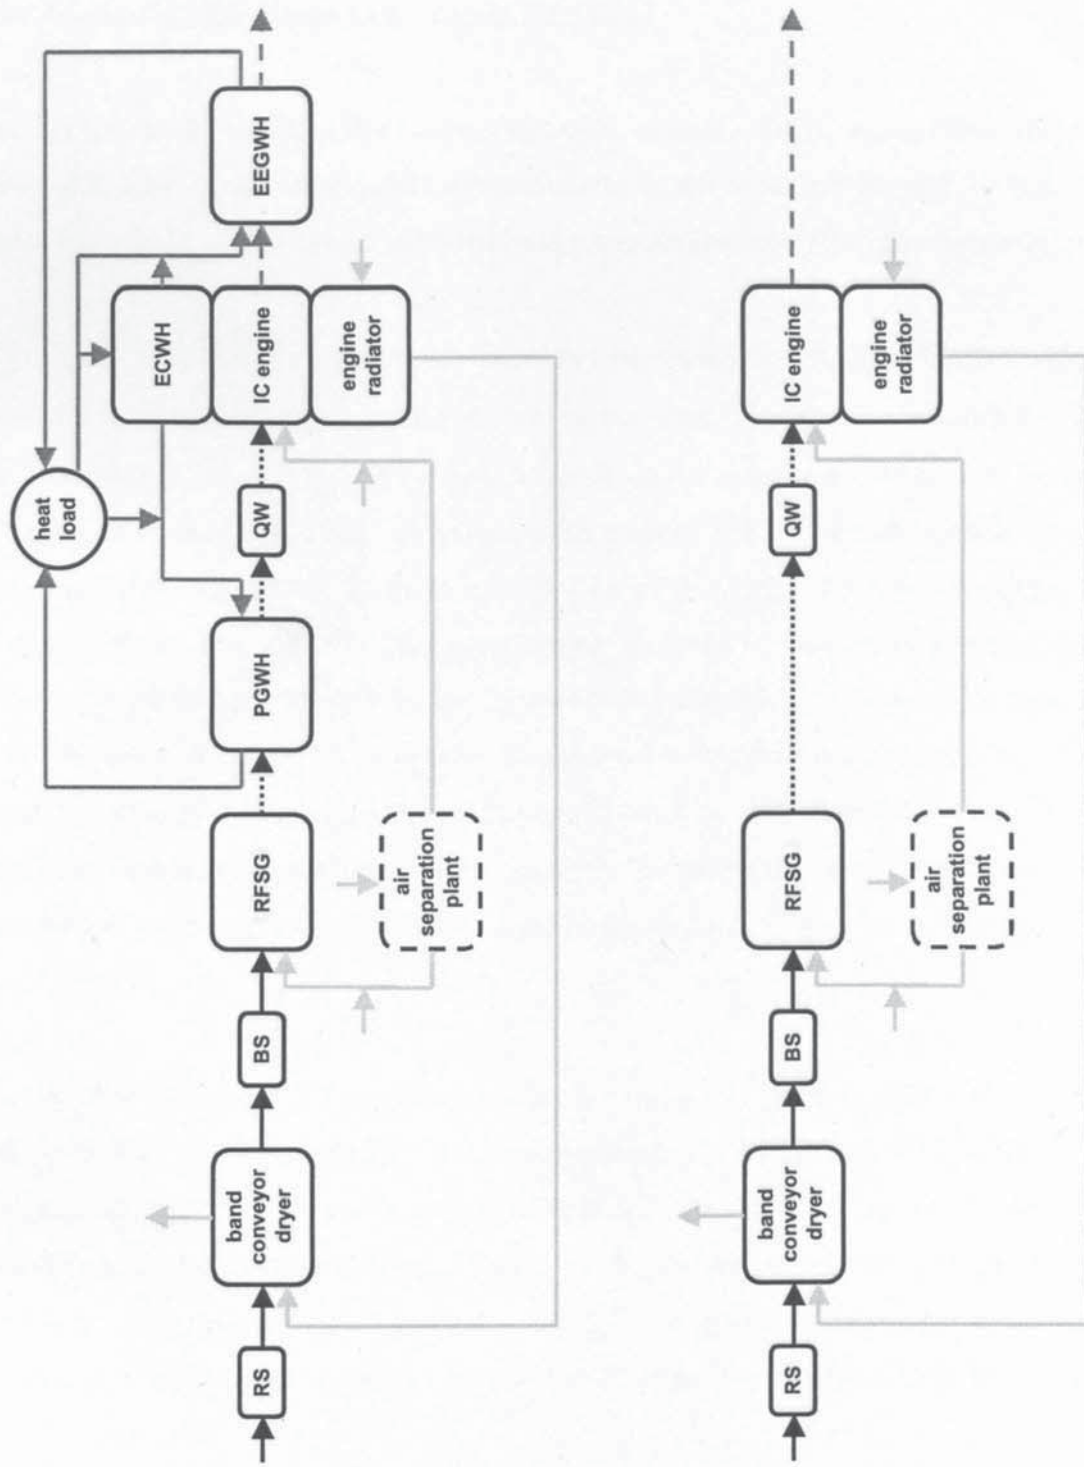 RS
band
conveyor
dryer
BS
RFSG
air
separation
plant
PGWH
QW
heat
load
ECWH
IC engine
engine
radiator
EEGWH
RS
band
conveyor
dryer
BS
RFSG
air
separation
plant
QW
IC engine
engine
radiator